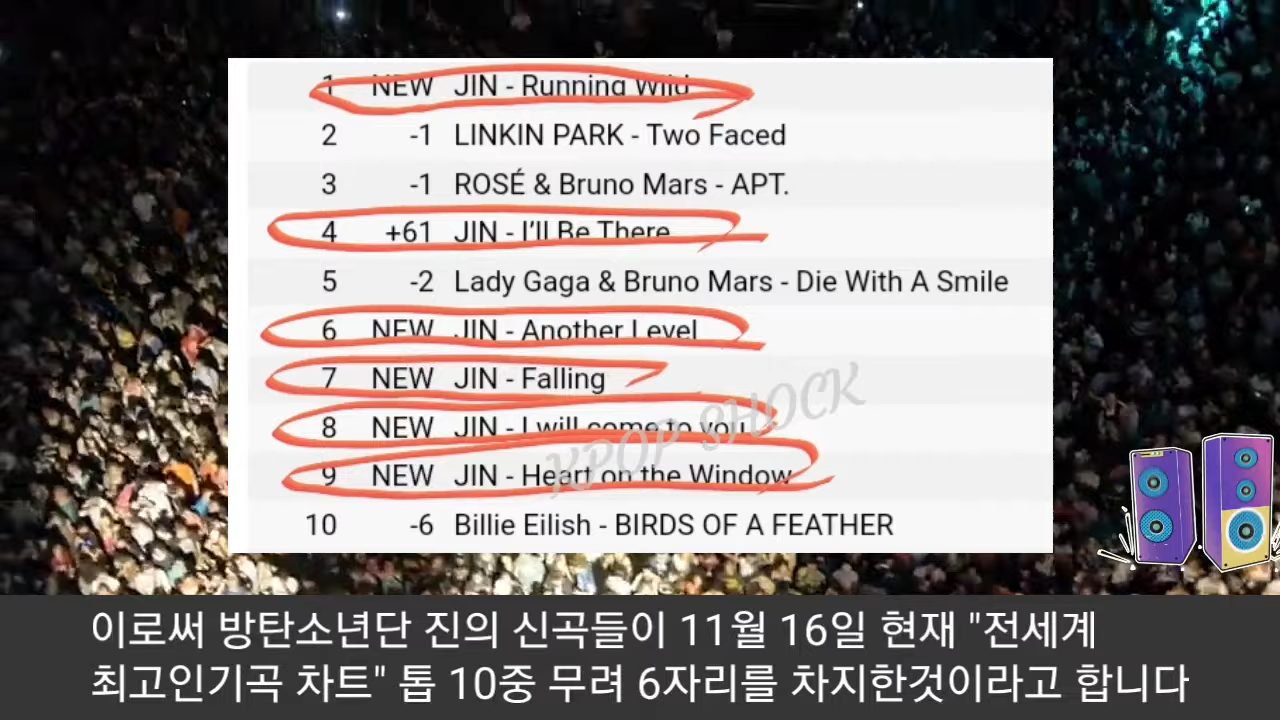 1 NEW JIN - Running Wild
2 -1 LINKIN PARK - Two Faced
3 -1 ROSÉ & Bruno Mars - APT.
4 +61 JIN - I'll Be There
5 -2 Lady Gaga & Bruno Mars - Die With A Smile
6 NEW JIN - Another Level
7 NEW JIN - Falling
8 NEW JIN - I will come to you
9 NEW JIN - Heart on the Window
10 -6 Billie Eilish - BIRDS OF A FEATHER
KPOP SHOCK
이로써 방탄소년단 진의 신곡들이 11월 16일 현재 "전세계
최고인기곡 차트" 톱 10중 무려 6자리를 차지한것이라고 합니다